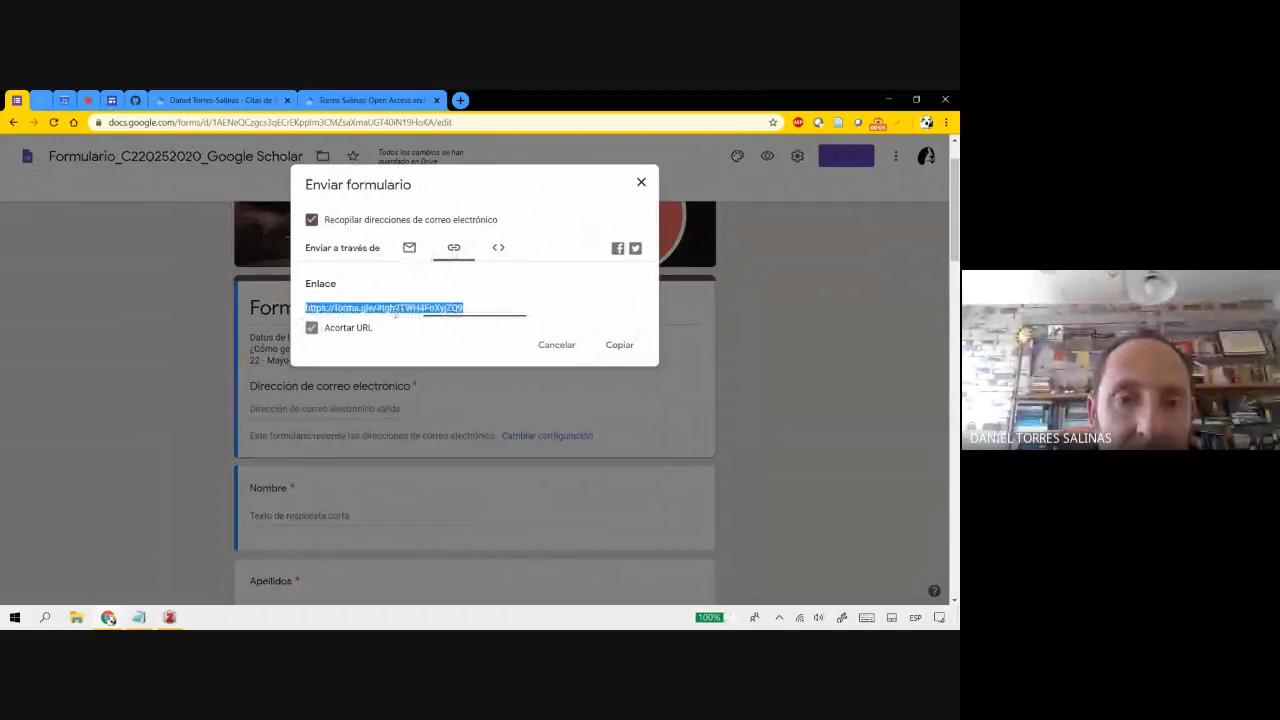 Daniel Torres-Salinas - Citas de
Torres-Salinas: Open Access and
docs.google.com/forms/d/
/edit
Formulario_C220252020_Google Scholar
Todos los cambios se han
guardado en Drive
Enviar formulario
Recopilar direcciones de correo electrónico
Enviar a través de
Enlace
Acortar URL
Cancelar
Copiar
Form
Datos de l
¿Cómo ge
22 - Mayo
Dirección de correo electrónico *
Dirección de correo electrónico válida
Este formulario recopila las direcciones de correo electrónico
Cambiar configuración
Nombre *
Texto de respuesta corta
Apellidos *
DANIEL TORRES SALINAS
100%
ESP